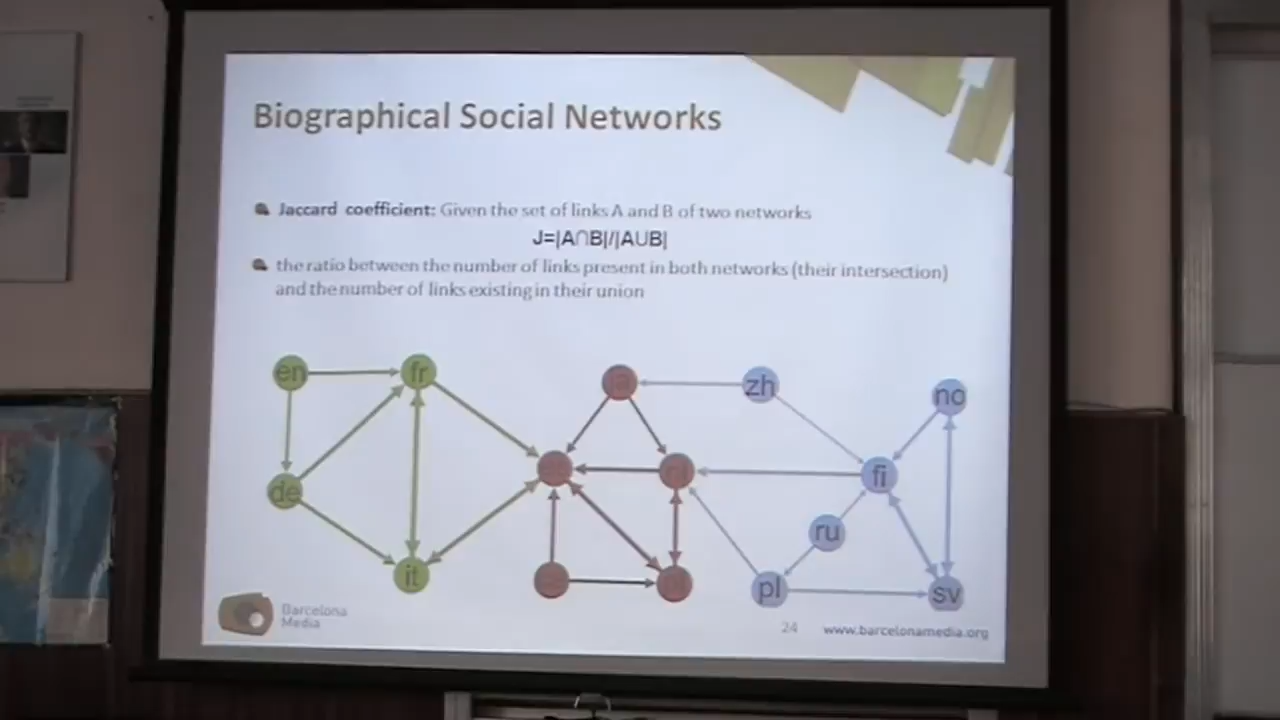 Biographical Social Networks
Jaccard coefficient: Given the set of links A and B of two networks
J=|A∩B|/|A∪B|
the ratio between the number of links present in both networks (their intersection)
and the number of links existing in their union
en
fr
zh
no
fi
de
ru
it
pl
sv
Barcelona
Media
24
www.barcelonamedia.org